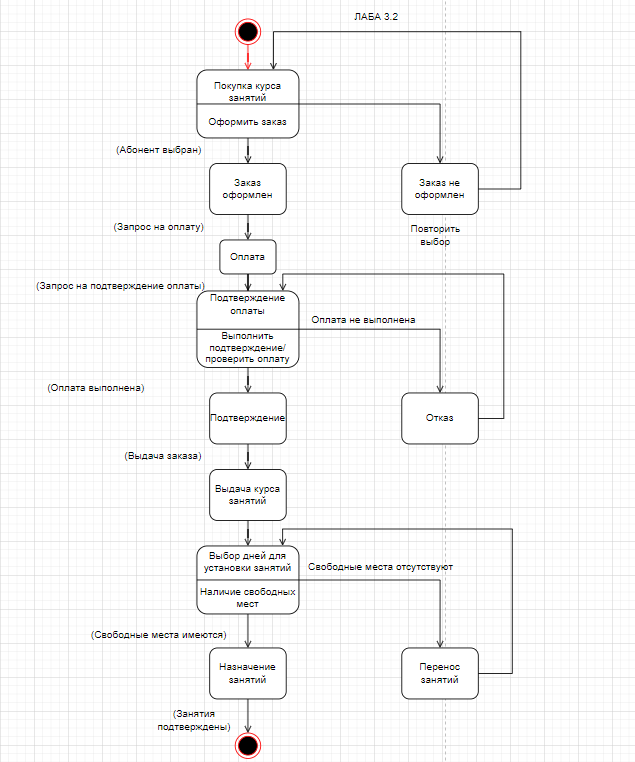 ЛАБА 3.2
Покупка курса
занятий
Оформить заказ
(Абонент выбран)
Заказ
оформлен
Заказ не
оформлен
(Запрос на оплату)
Повторить
выбор
Оплата
(Запрос на подтверждение оплаты)
Подтверждение
оплаты
Оплата не выполнена
Выполнить
подтверждение/
проверить оплату
(Оплата выполнена)
Подтверждение
Отказ
(Выдача заказа)
Выдача курса
занятий
Выбор дней для
установки занятий
Свободные места отсутствуют
Наличие свободных
мест
(Свободные места имеются)
Назначение
занятий
Перенос
занятий
(Занятия
подтверждены)